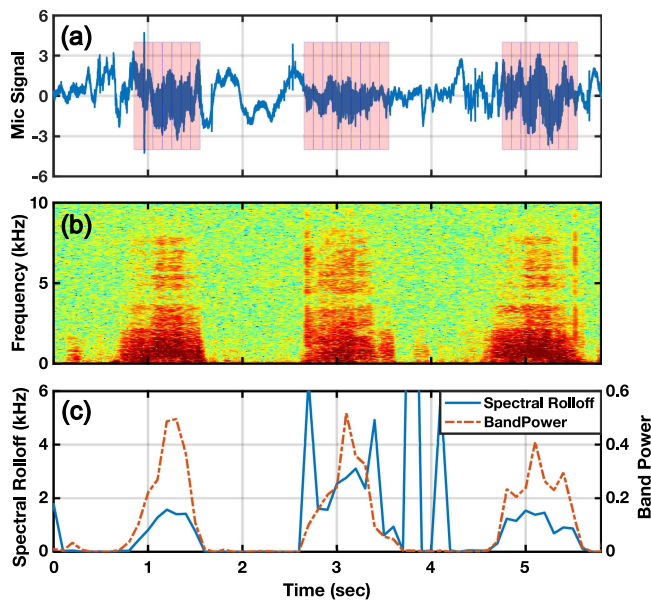 (a)
Mic Signal
6
3
0
-3
-6
(b)
Frequency (kHz)
10
5
0
(c)
Spectral Rolloff (kHz)
6
4
2
0
Spectral Rolloff
BandPower
0.6
0.4
0.2
0
Band Power
0 1 2 3 4 5
Time (sec)